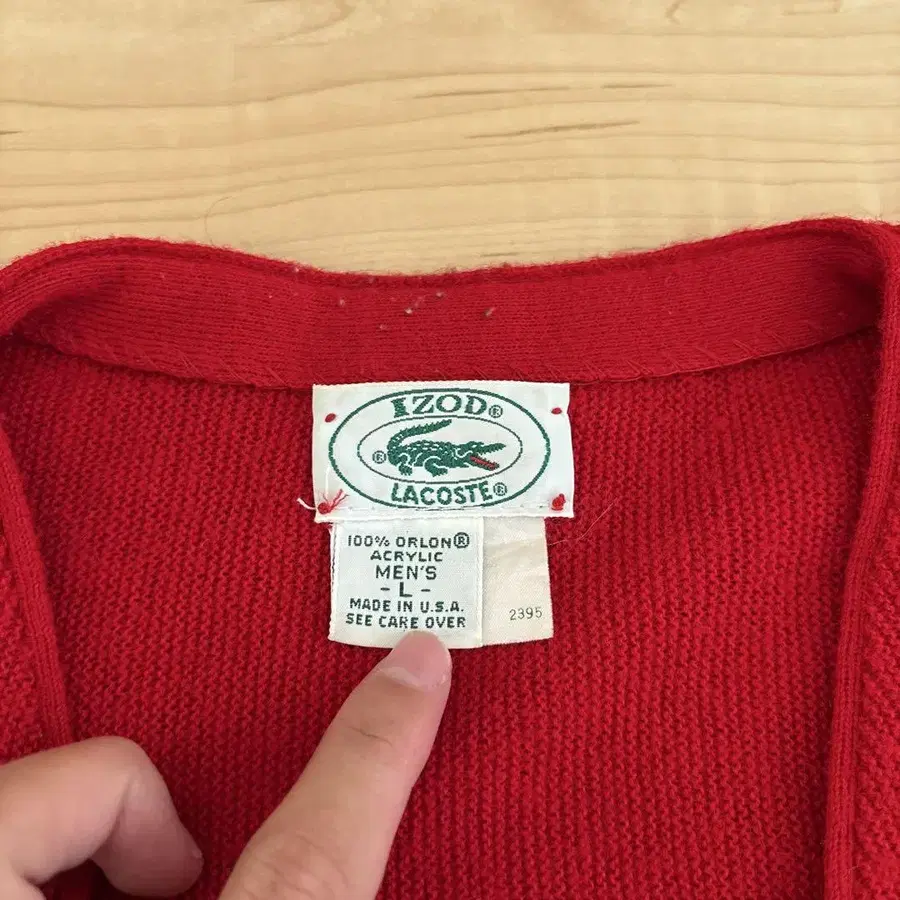 IZOD®
®
LACOSTE®
100% ORLON®
ACRYLIC
MEN'S
- L -
MADE IN U.S.A.
SEE CARE OVER
2395